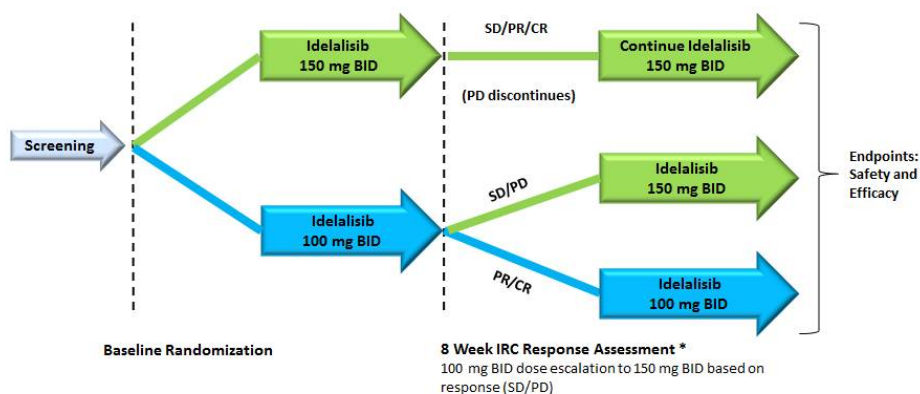 Screening
Idelalisib
150 mg BID
Idelalisib
100 mg BID
SD/PR/CR
(PD discontinues)
SD/PD
PR/CR
Continue Idelalisib
150 mg BID
Idelalisib
150 mg BID
Idelalisib
100 mg BID
Endpoints:
Safety and
Efficacy
Baseline Randomization
8 Week IRC Response Assessment *
100 mg BID dose escalation to 150 mg BID based on
response (SD/PD)